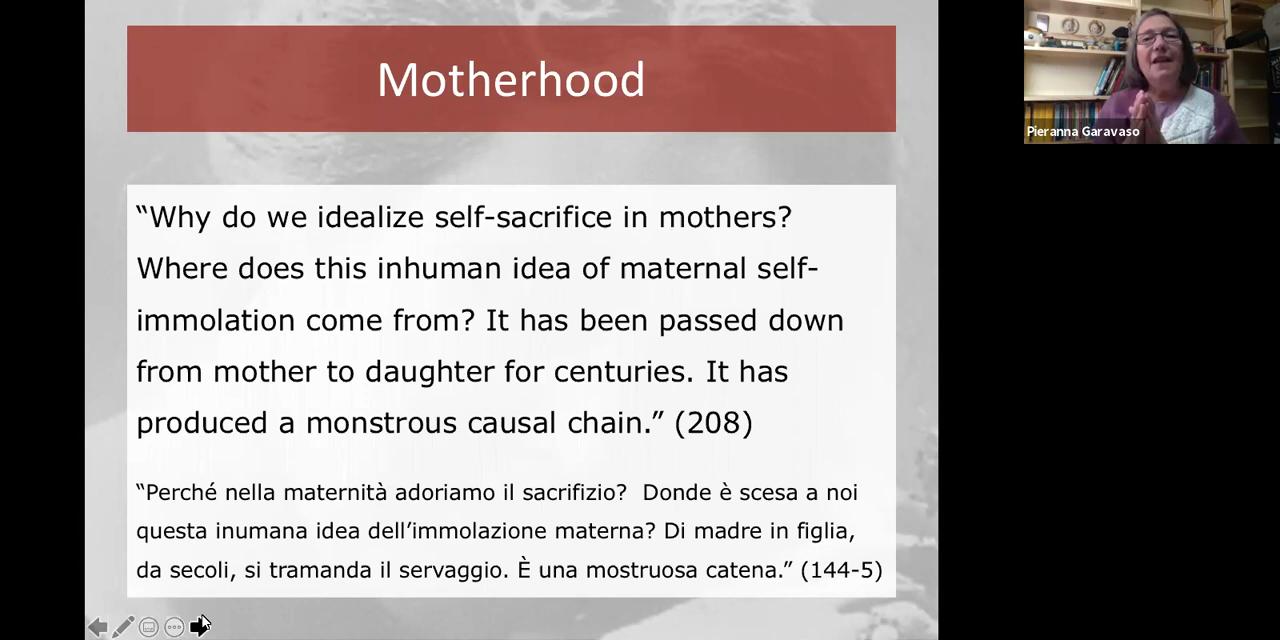 Motherhood
“Why do we idealize self-sacrifice in mothers?
Where does this inhuman idea of maternal self-
immolation come from? It has been passed down
from mother to daughter for centuries. It has
produced a monstrous causal chain.” (208)
“Perché nella maternità adoriamo il sacrifizio?  Donde è scesa a noi
questa inumana idea dell’immolazione materna? Di madre in figlia,
da secoli, si tramanda il servaggio. È una mostruosa catena.” (144-5)
Pieranna Garavaso